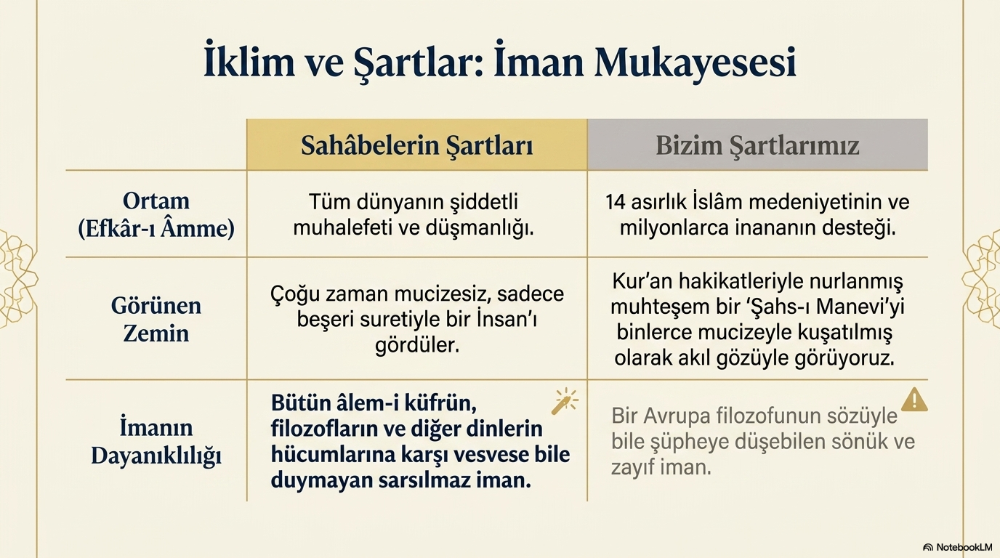 İklim ve Şartlar: İman Mukayesesi
Sahâbelerin Şartları
Bizim Şartlarımız
Ortam
(Efkâr-ı Âmme)
Tüm dünyanın şiddetli
muhalefeti ve düşmanlığı.
14 asırlık İslâm medeniyetinin ve
milyonlarca inananın desteği.
Görünen
Zemin
Çoğu zaman mucizesiz, sadece
beşeri suretiyle bir İnsan’ı
gördüler.
Kur’an hakikatleriyle nurlanmış
muhteşem bir ‘Şahs-ı Manevi’yi
binlerce mucizeyle kuşatılmış
olarak akıl gözüyle görüyoruz.
İmanın
Dayanıklılığı
Bütün âlem-i küfrün,
filozofların ve diğer dinlerin
hücumlarına karşı vesvese bile
duymayan sarsılmaz iman.
Bir Avrupa filozofunun sözüyle
bile şüpheye düşebilen sönük ve
zayıf iman.
NotebookLM